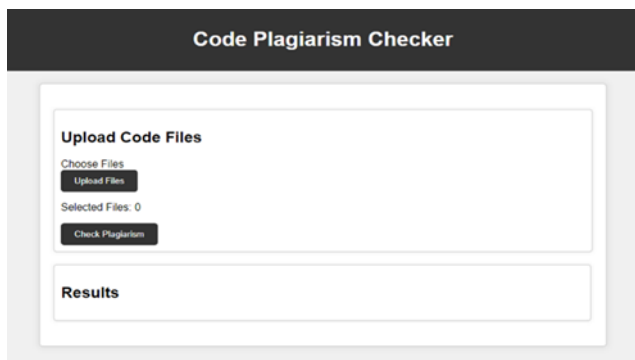 Code Plagiarism Checker
Upload Code Files
Choose Files
Upload Files
Selected Files: 0
Check Plagiarism
Results